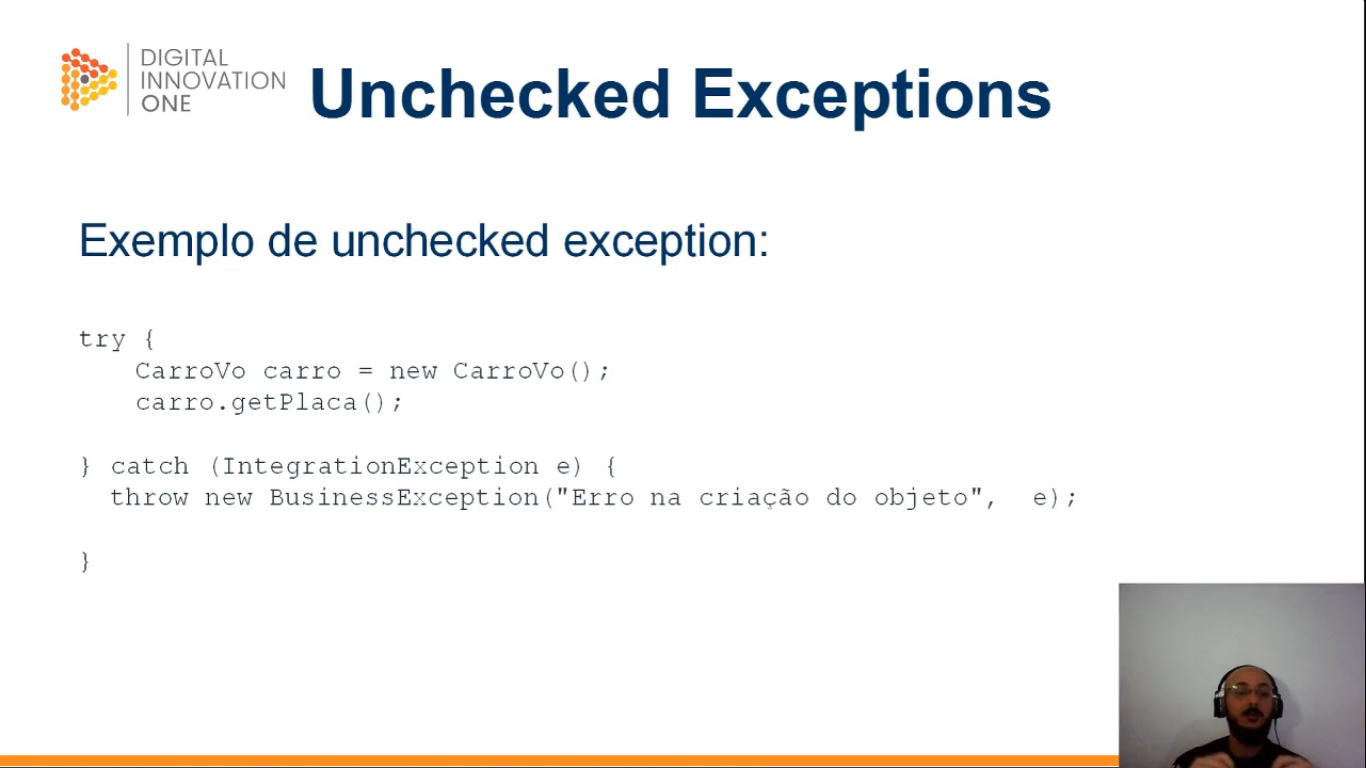 DIGITAL
INNOVATION
ONE
Unchecked Exceptions
Exemplo de unchecked exception:
try {
CarroVo carro = new CarroVo();
carro.getPlaca();
} catch (IntegrationException e) {
throw new BusinessException("Erro na criação do objeto", e);
}